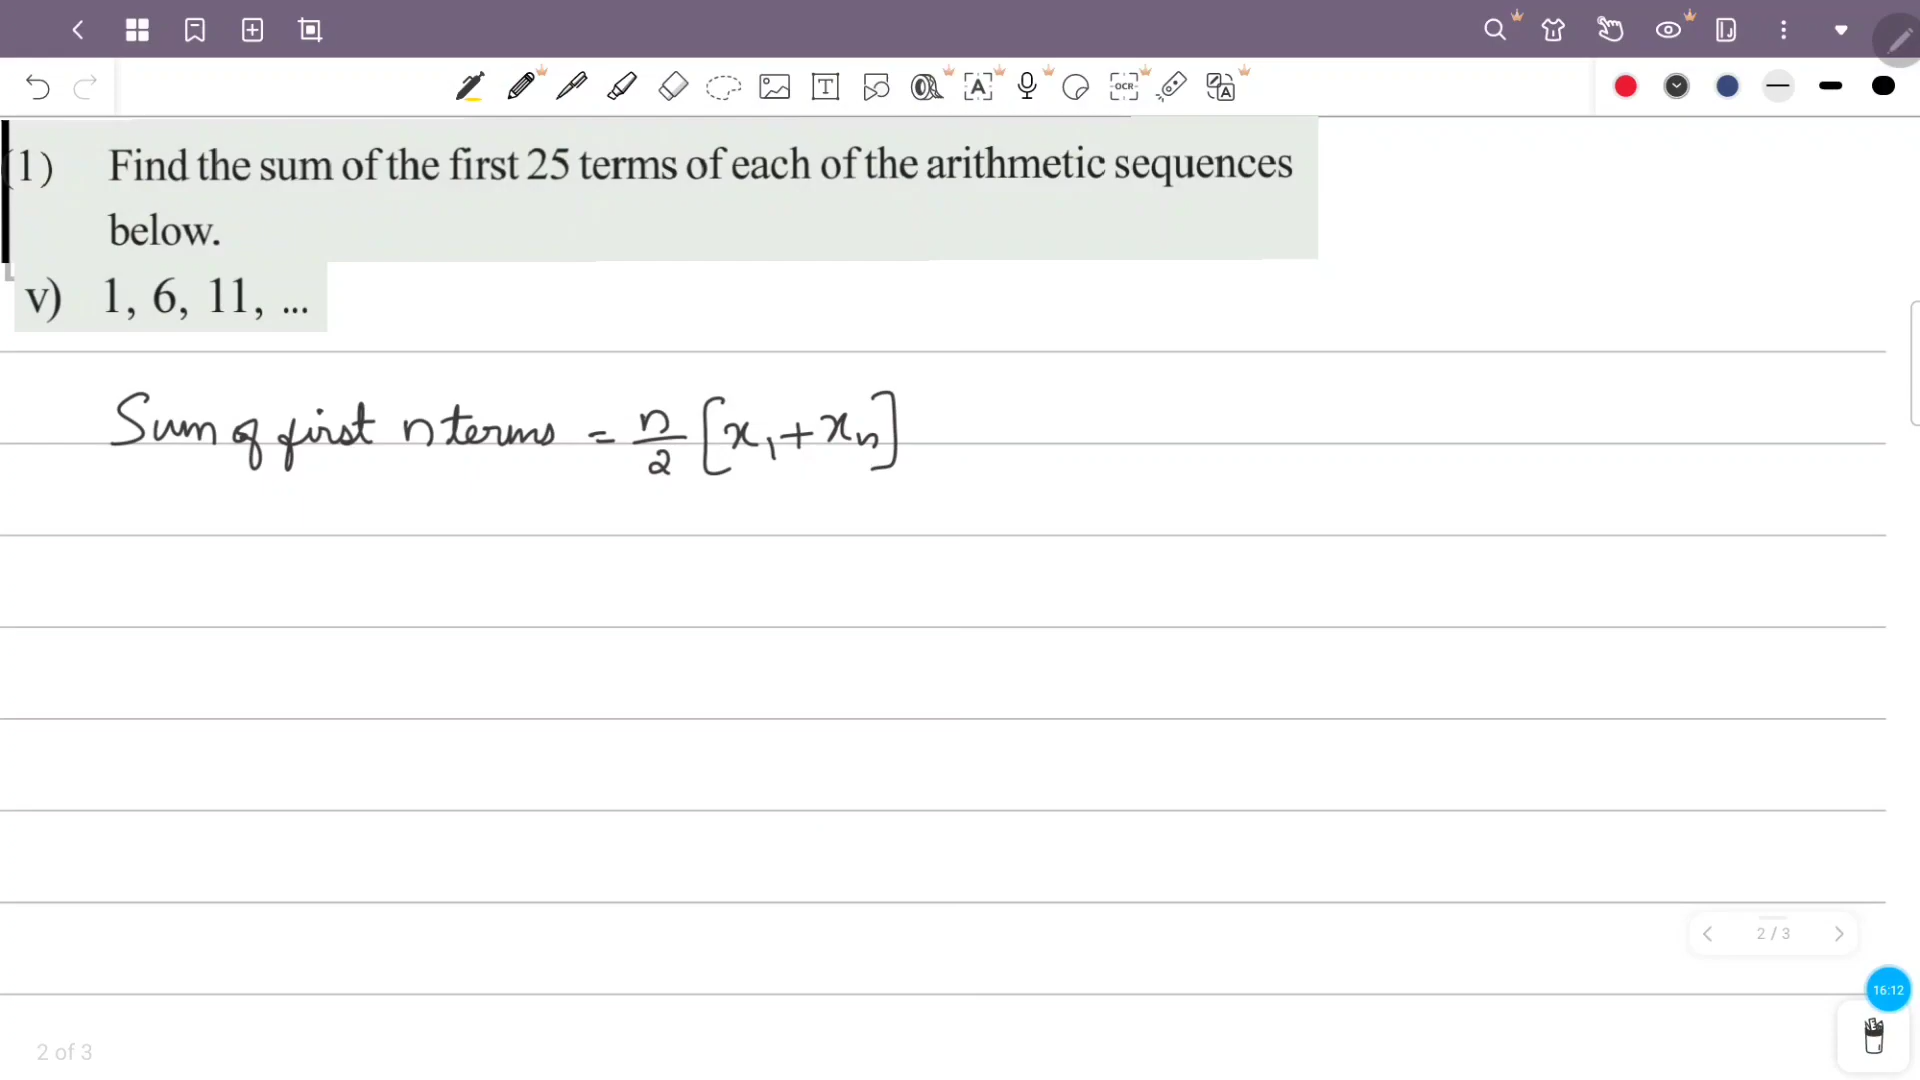 OCR
(1) Find the sum of the first 25 terms of each of the arithmetic sequences
below.
v) 1, 6, 11, ...
Sum of first n terms = n/2 [x₁+xₙ]
2 / 3
16:12
2 of 3